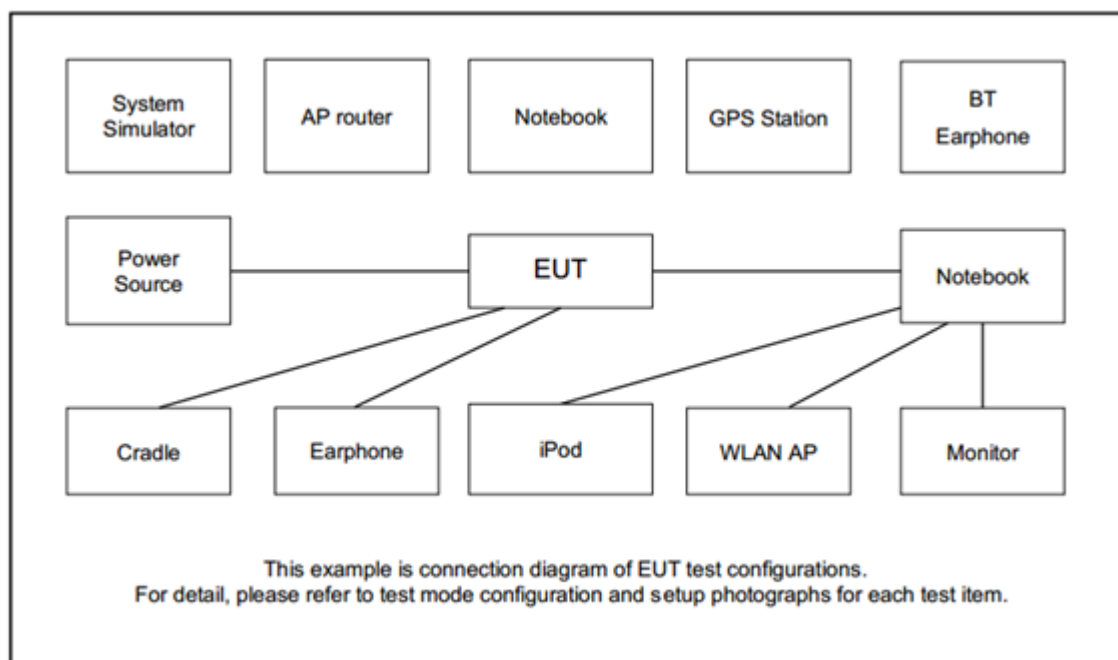 System
Simulator
AP router
Notebook
GPS Station
BT
Earphone
Power
Source
EUT
Notebook
Cradle
Earphone
iPod
WLAN AP
Monitor
This example is connection diagram of EUT test configurations.
For detail, please refer to test mode configuration and setup photographs for each test item.